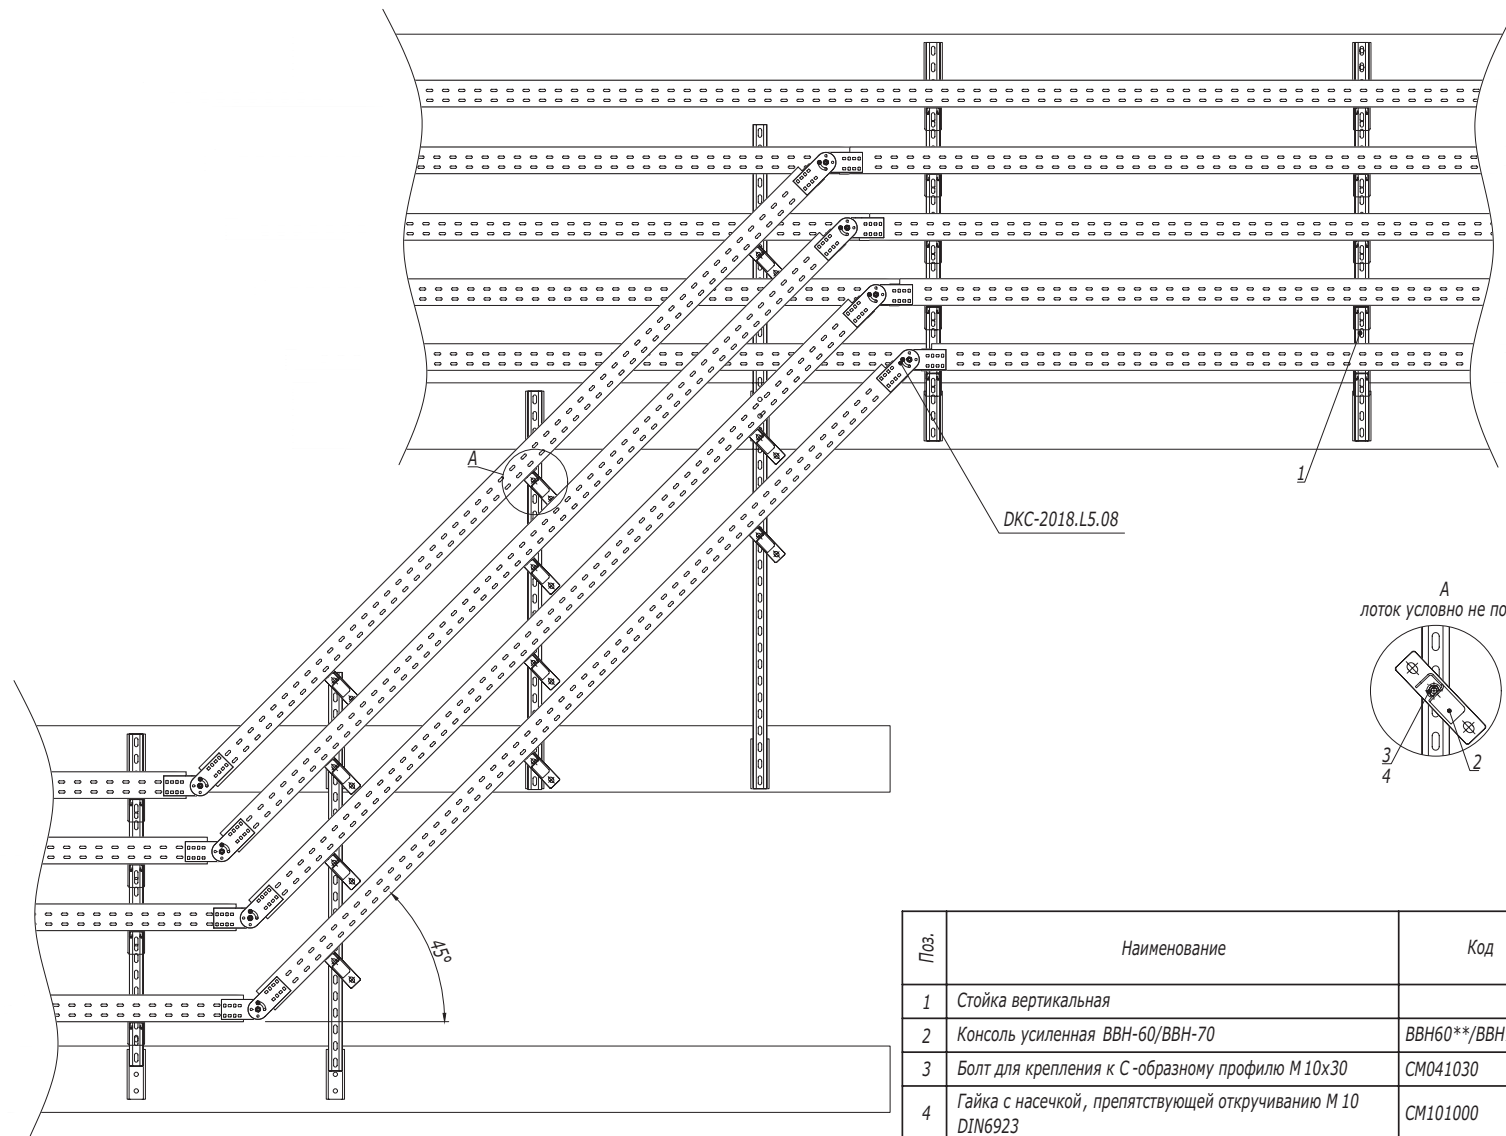 A
1
DKC-2018.L5.08
A
лоток условно не по
3
4
2
45°
Поз.
Наименование
Код
1
Стойка вертикальная
2
Консоль усиленная BBH-60/BBH-70
BBH60**/BBH
3
Болт для крепления к С-образному профилю М10x30
CM041030
4
Гайка с насечкой, препятствующей откручиванию М10
DIN6923
CM101000